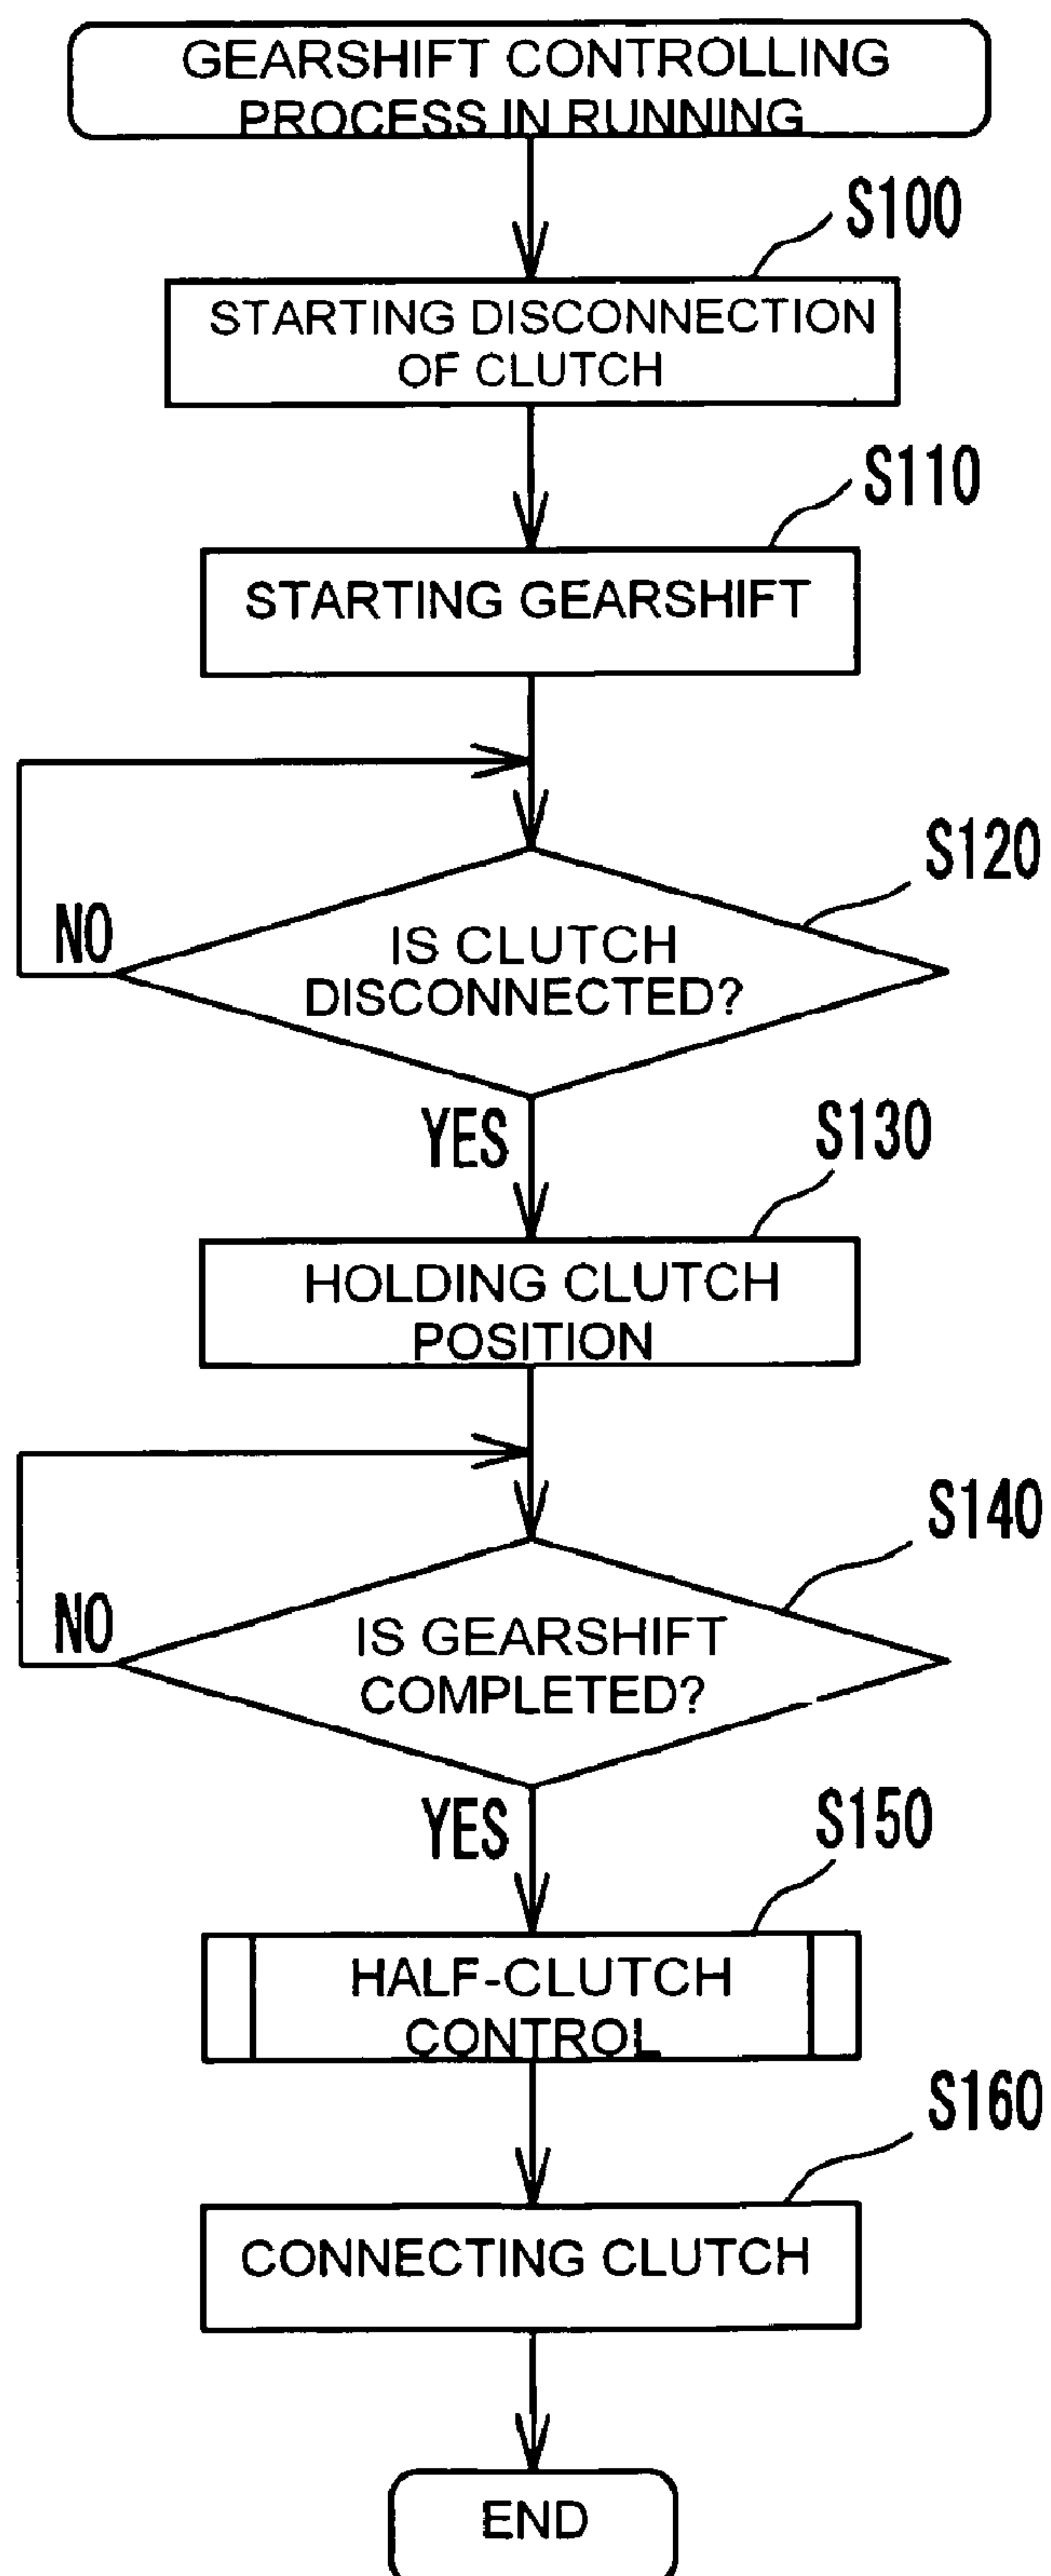 GEARSHIFT CONTROLLING
PROCESS IN RUNNING
S100
STARTING DISCONNECTION
OF CLUTCH
S110
STARTING GEARSHIFT
S120
IS CLUTCH
DISCONNECTED?
NO
YES
S130
HOLDING CLUTCH
POSITION
S140
IS GEARSHIFT
COMPLETED?
NO
YES
S150
HALF-CLUTCH
CONTROL
S160
CONNECTING CLUTCH
END